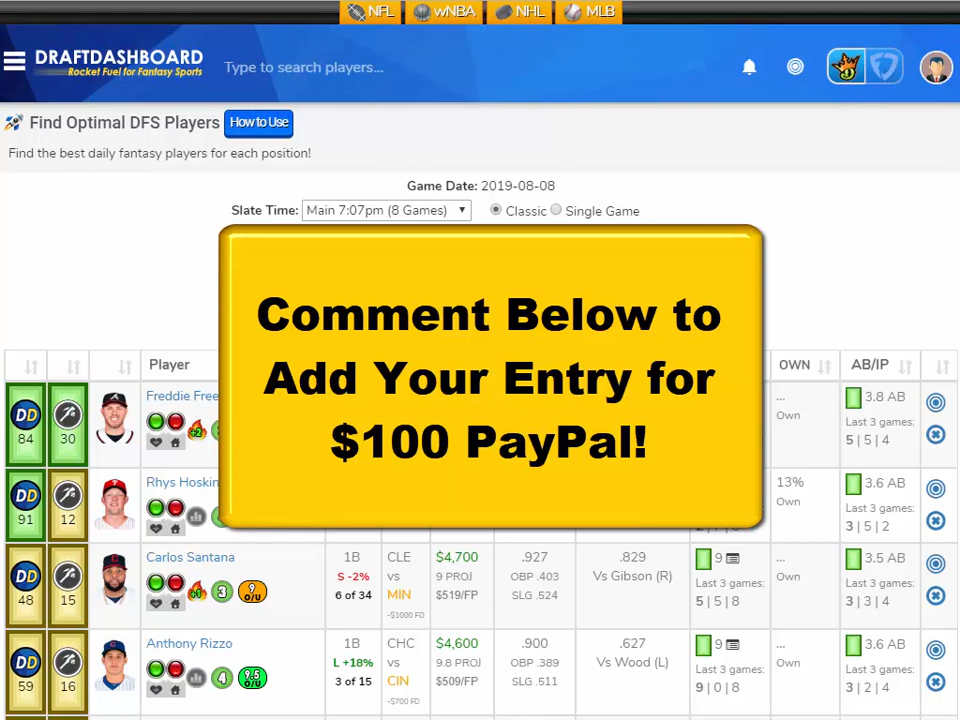 NFL wNBA NHL MLB
DRAFTDASHBOARD
Rocket Fuel for Fantasy Sports
Type to search players...
Find Optimal DFS Players How to Use
Find the best daily fantasy players for each position!
Game Date: 2019-08-08
Slate Time: Main 7:07pm (8 Games) Classic Single Game
Comment Below to
Add Your Entry for
$100 PayPal!
Player OWN AB/IP
Freddie Free
DD 84 30 +2
... Own
3.8 AB
Last 3 games:
5 | 5 | 4
Rhys Hoskin
DD 91 12
13% Own
3.6 AB
Last 3 games:
3 | 5 | 2
Carlos Santana
DD 48 15 +1 3 9 O/U
1B S -2% 6 of 34
CLE vs MIN -$1000 FD
$4,700 9 PROJ $519/FP
.927 OBP .403 SLG .524
.829 Vs Gibson (R)
9 Last 3 games: 5 | 5 | 8
... Own
3.5 AB
Last 3 games:
3 | 3 | 4
Anthony Rizzo
DD 59 16 4 9.5 O/U
1B L +18% 3 of 15
CHC vs CIN -$700 FD
$4,600 9.8 PROJ $509/FP
.900 OBP .389 SLG .511
.627 Vs Wood (L)
9 Last 3 games: 9 | 0 | 8
... Own
3.6 AB
Last 3 games:
3 | 2 | 4